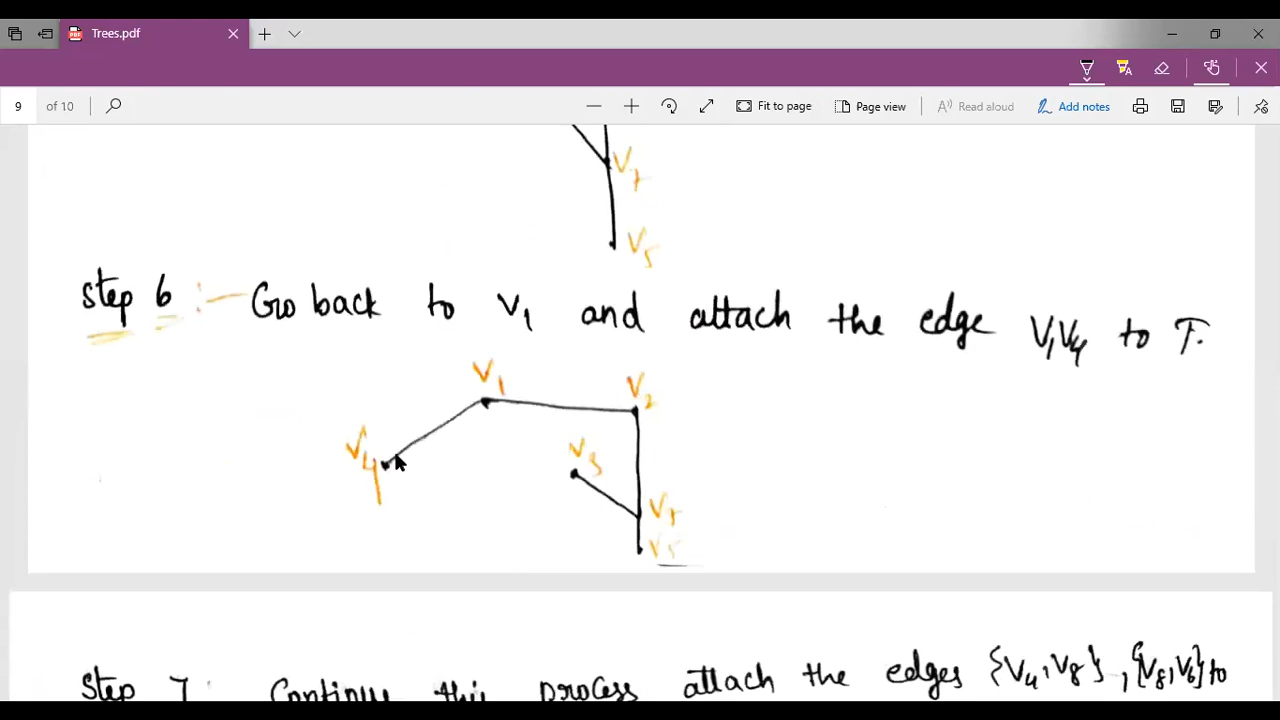 Trees.pdf
9 of 10
Fit to page
Page view
Read aloud
Add notes
V7
V5
Step 6 :- Go back to V1 and attach the edge V1V4 to T.
V1
V2
V4
V3
V7
V5
Step 7: Continue this process attach the edges {V4, V8}, {V8, V6} to